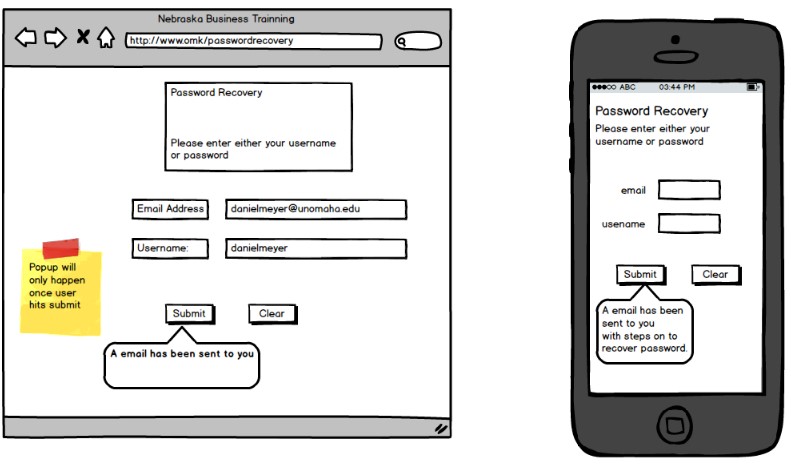 Nebraska Business Trainning
http://www.omk/passwordrecovery
Password Recovery
Please enter either your username
or password
Email Address
danielmeyer@unomaha.edu
Username:
danielmeyer
Popup will
only happen
once user
hits submit
Submit
Clear
A email has been sent to you
ABC 03:44 PM
Password Recovery
Please enter either your
username or password
email
usename
Submit
Clear
A email has been
sent to you
with steps on to
recover password.